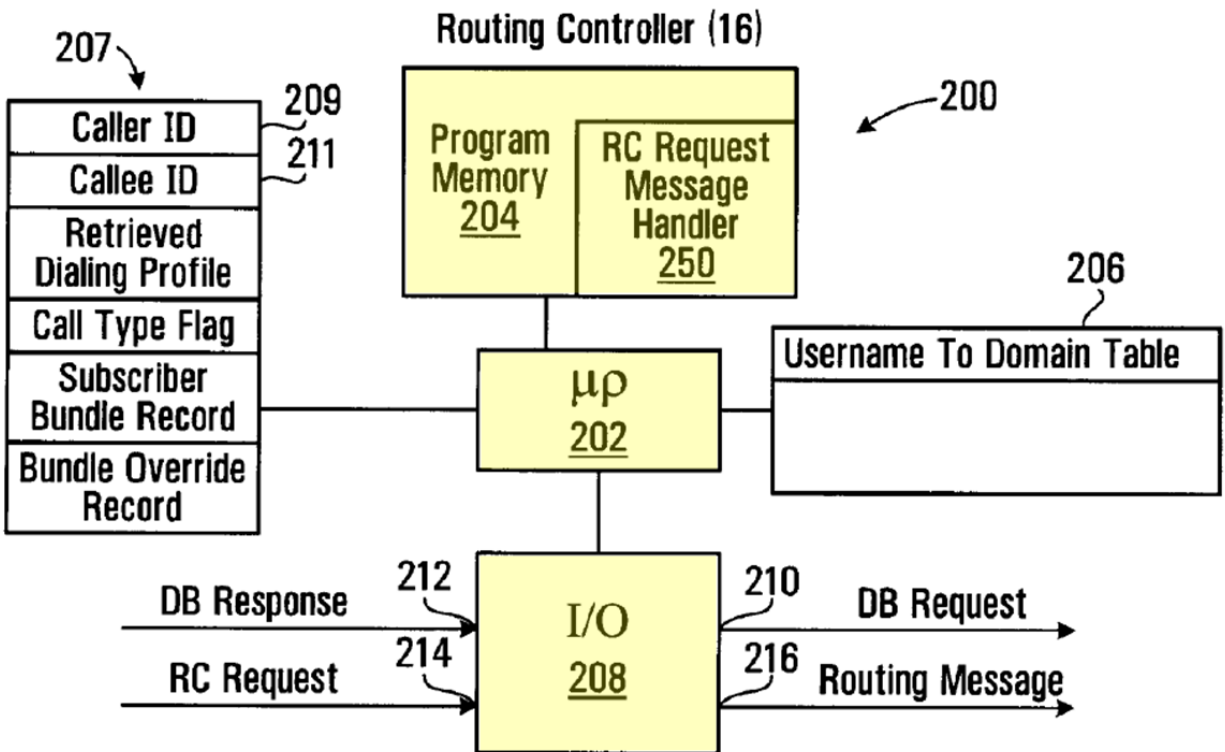 Routing Controller (16)
207
200
Caller ID
209
Callee ID
211
Retrieved
Dialing Profile
Call Type Flag
Subscriber
Bundle Record
Bundle Override
Record
Program
Memory
204
RC Request
Message
Handler
250
206
Username To Domain Table
μρ
202
212
DB Response
214
RC Request
I/O
208
210
DB Request
216
Routing Message